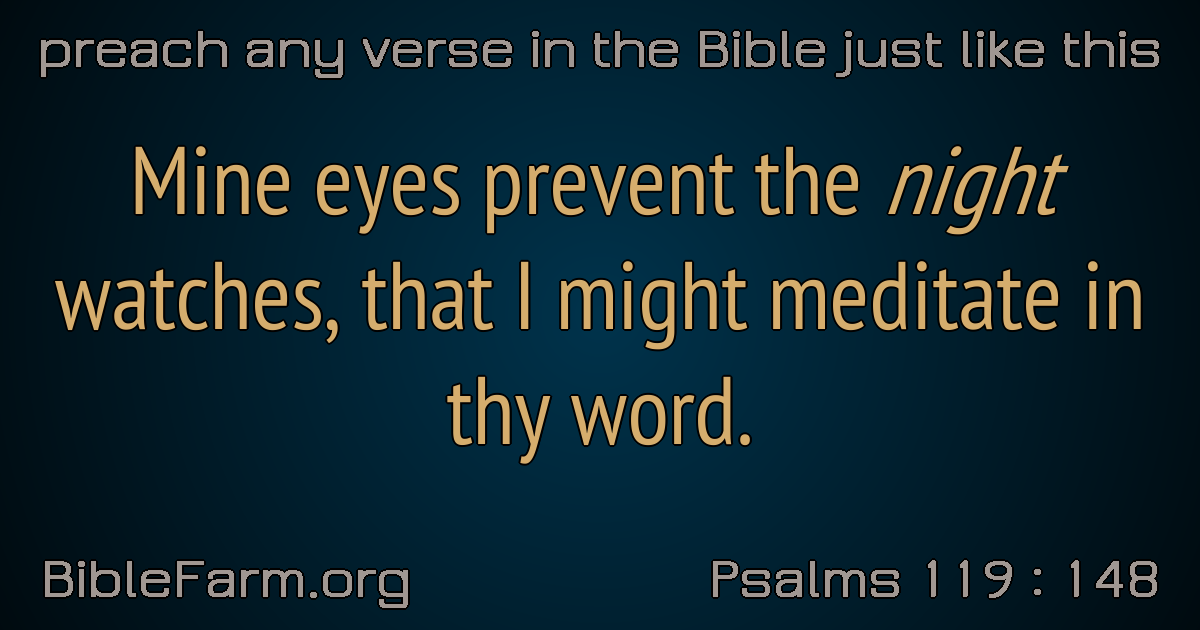 preach any verse in the Bible just like this
Mine eyes prevent the night
watches, that I might meditate in
thy word.
BibleFarm.org
Psalms 119 : 148